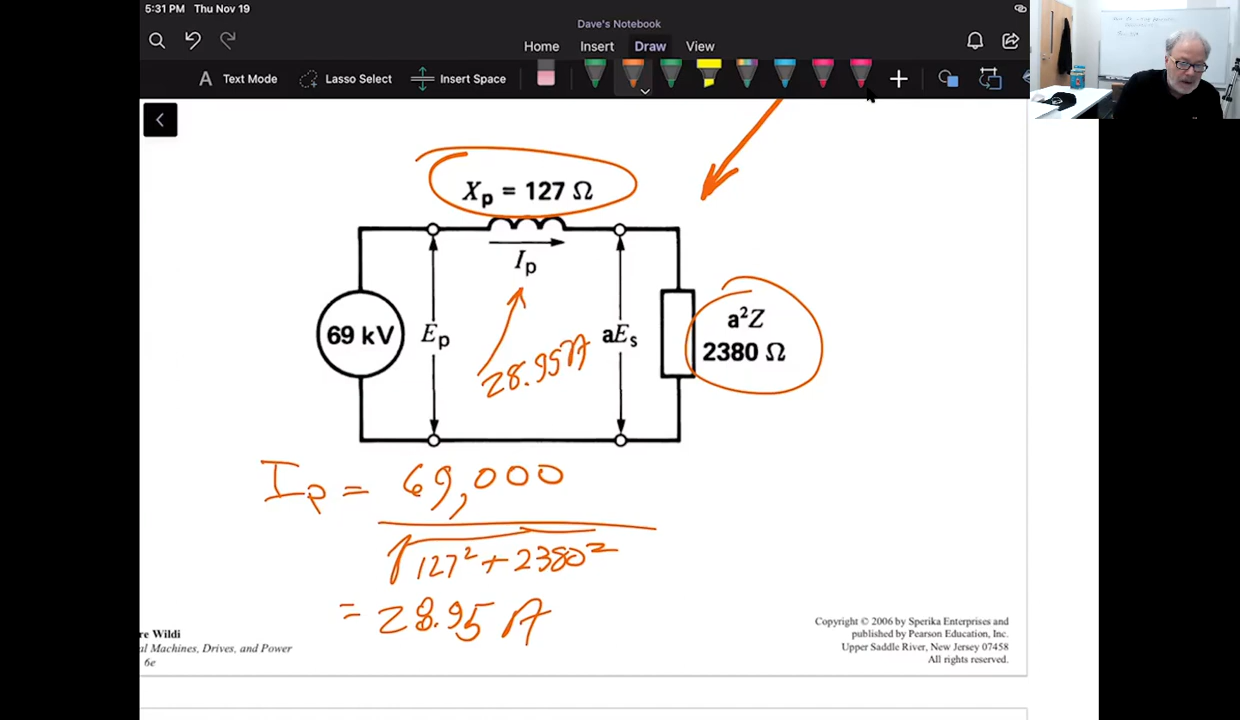 5:31 PM Thu Nov 19
Dave's Notebook
Home Insert Draw View
Text Mode Lasso Select Insert Space
Xp = 127 Ω
Ip
69 kV Ep aEs a²Z
2380 Ω
28.95 A
Ip = 69,000
√127² + 2380²
= 28.95 A
re Wildi
al Machines, Drives, and Power
6e
Copyright © 2006 by Sperika Enterprises and
published by Pearson Education, Inc.
Upper Saddle River, New Jersey 07458
All rights reserved.